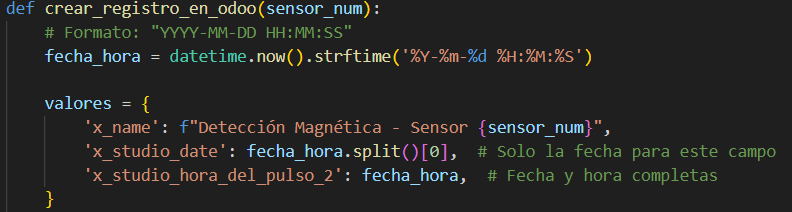 def crear_registro_en_odoo(sensor_num):
    # Formato: "YYYY-MM-DD HH:MM:SS"
    fecha_hora = datetime.now().strftime('%Y-%m-%d %H:%M:%S')

    valores = {
        'x_name': f"Detección Magnética - Sensor {sensor_num}",
        'x_studio_date': fecha_hora.split()[0],  # Solo la fecha para este campo
        'x_studio_hora_del_pulso_2': fecha_hora,  # Fecha y hora completas
    }